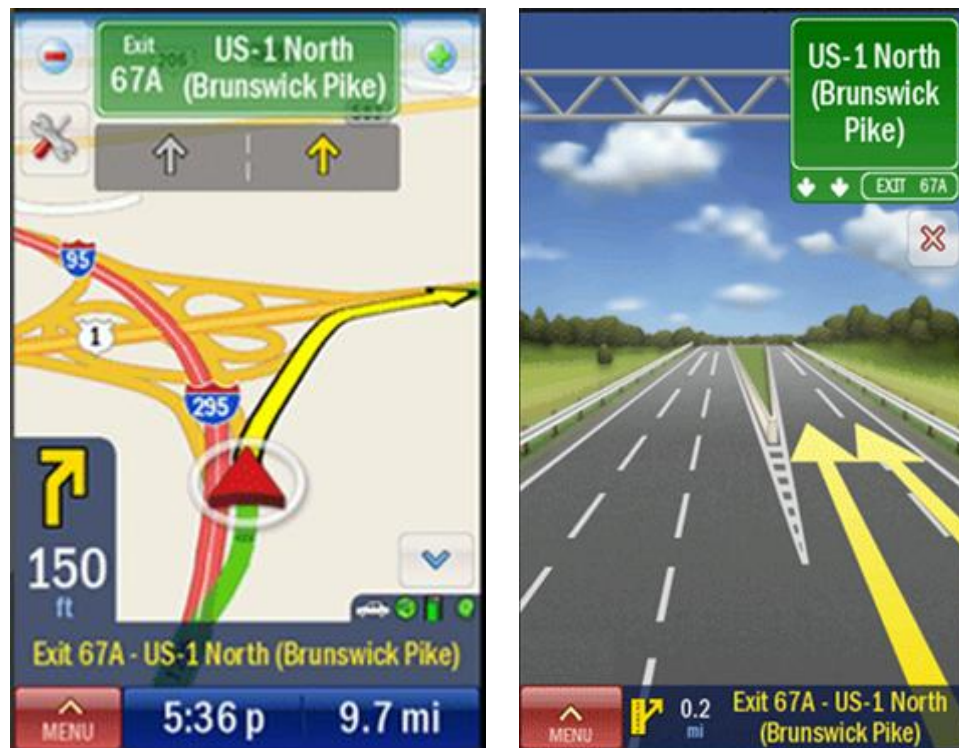 Exit
67A
US-1 North
(Brunswick Pike)
95
1
295
150
ft
Exit 67A - US-1 North (Brunswick Pike)
MENU
5:36 p
9.7 mi
US-1 North
(Brunswick
Pike)
EXIT 67A
0.2
mi
Exit 67A - US-1 North
(Brunswick Pike)
MENU